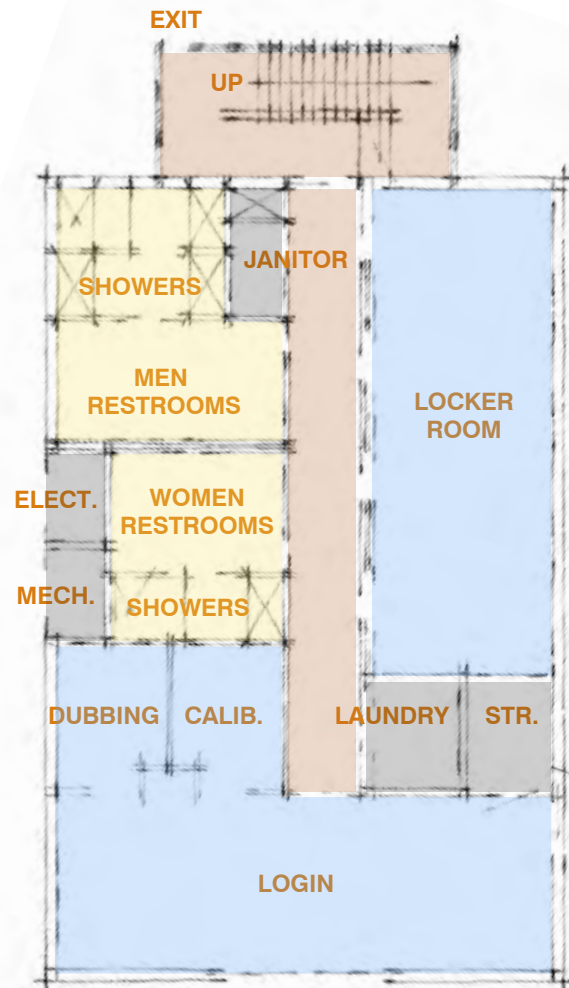 EXIT
UP
JANITOR
SHOWERS
MEN
RESTROOMS
LOCKER
ROOM
ELECT.
WOMEN
RESTROOMS
MECH.
SHOWERS
DUBBING
CALIB.
LAUNDRY
STR.
LOGIN